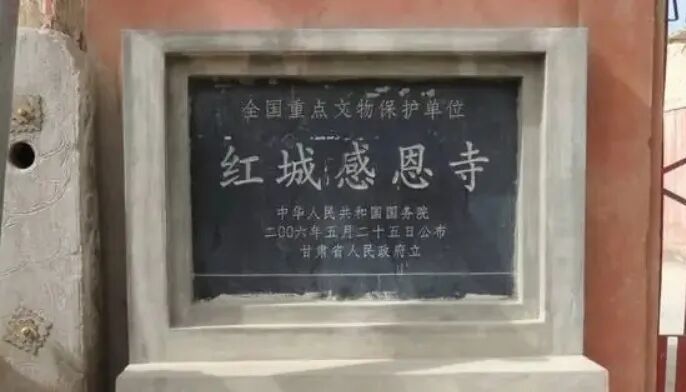 全国重点文物保护单位
红城感恩寺
中华人民共和国国务院
二〇〇六年五月二十五日公布
甘肃省人民政府立